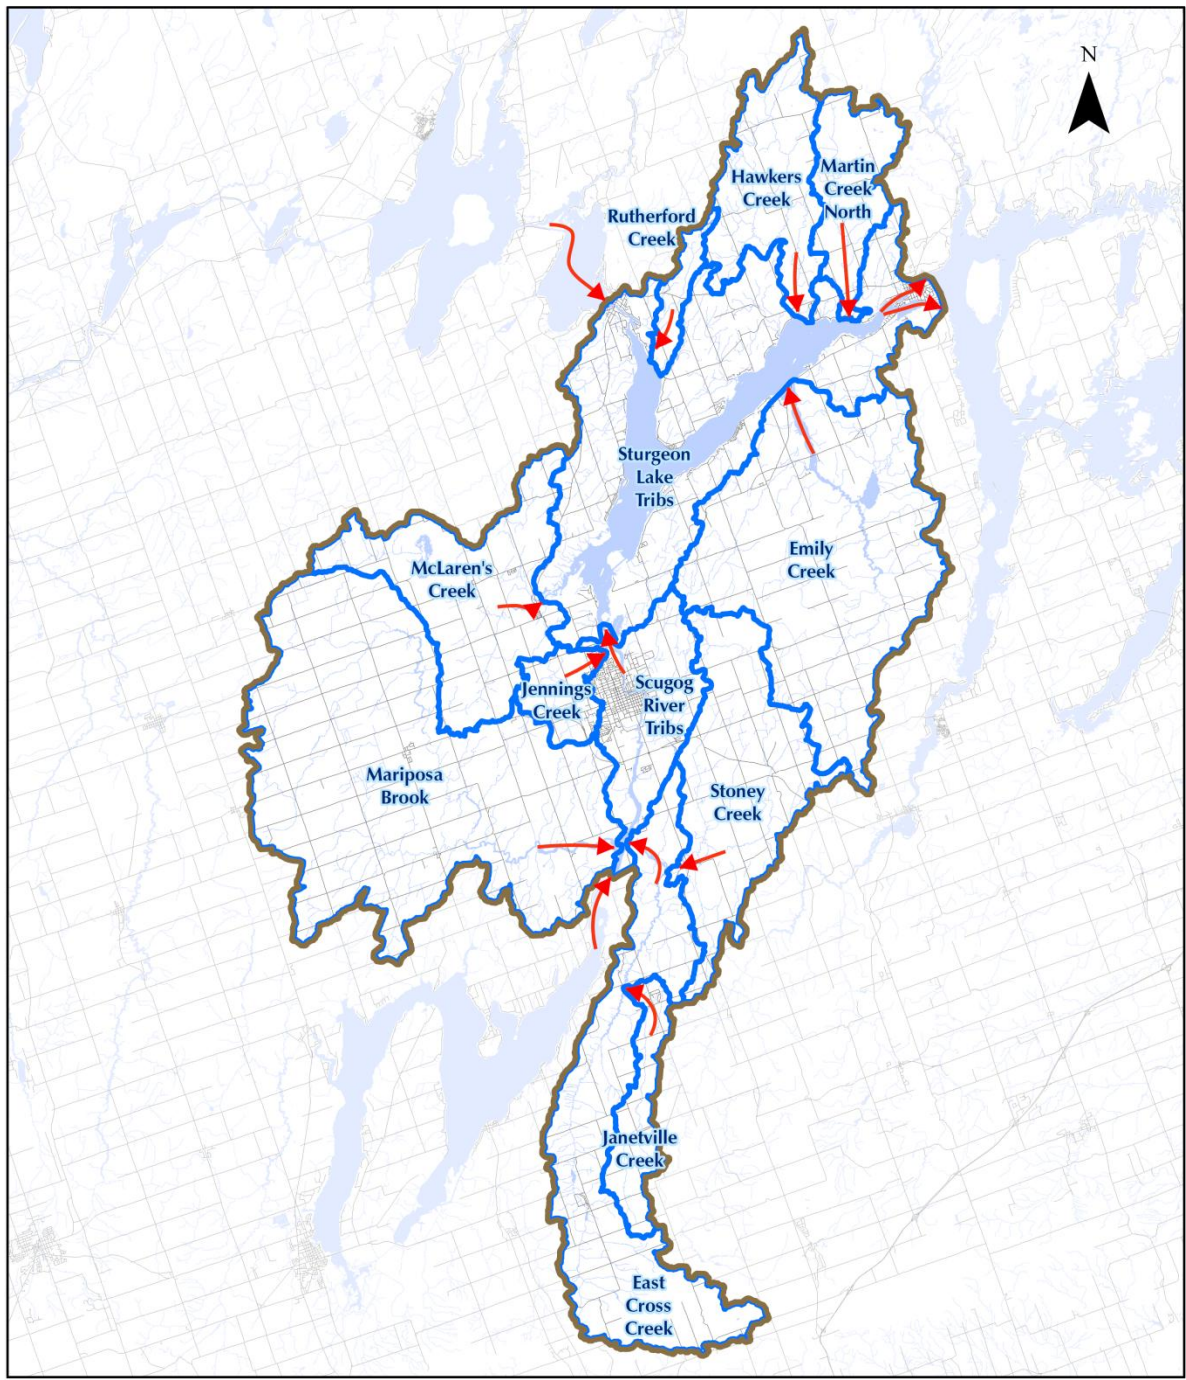 N
Hawkers
Creek
Martin
Creek
North
Rutherford
Creek
Sturgeon
Lake
Tribs
Emily
Creek
McLaren's
Creek
Jennings
Creek
Scugog
River
Tribs
Mariposa
Brook
Stoney
Creek
Janetville
Creek
East
Cross
Creek